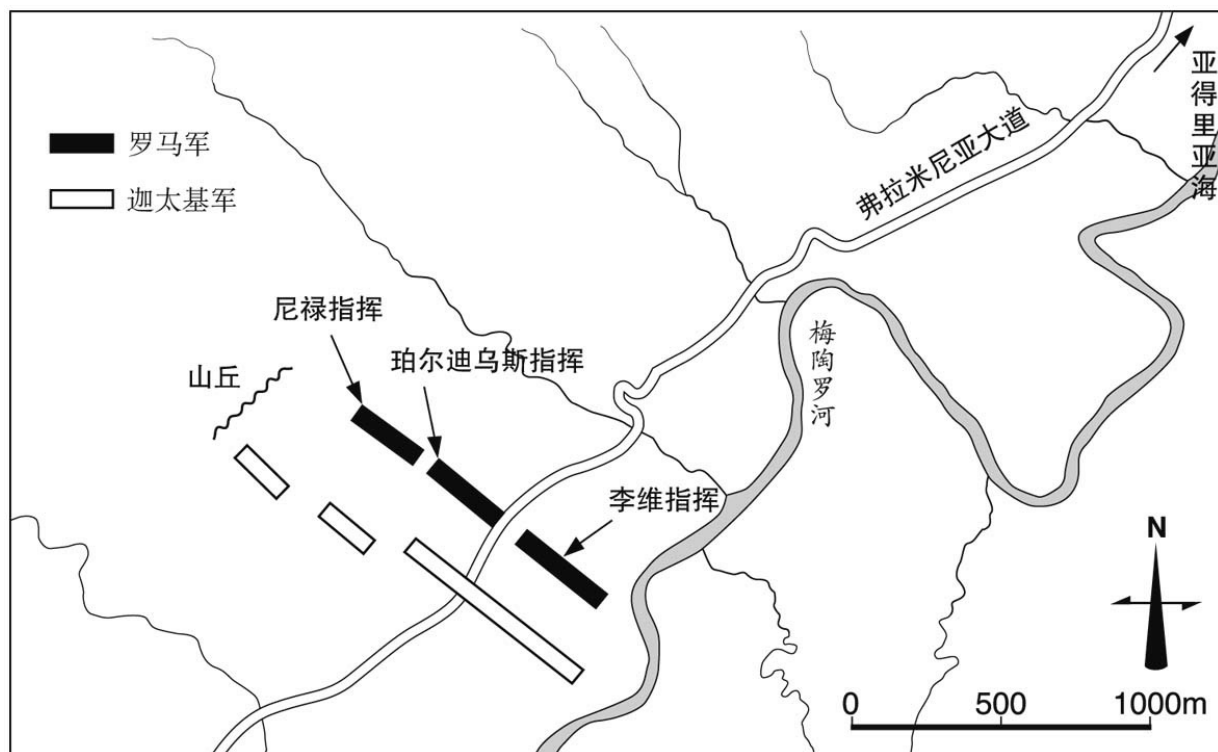 罗马军
迦太基军
亚得里亚海
弗拉米尼亚大道
尼禄指挥
珀尔迪乌斯指挥
山丘
梅陶罗河
李维指挥
N
0 500 1000m